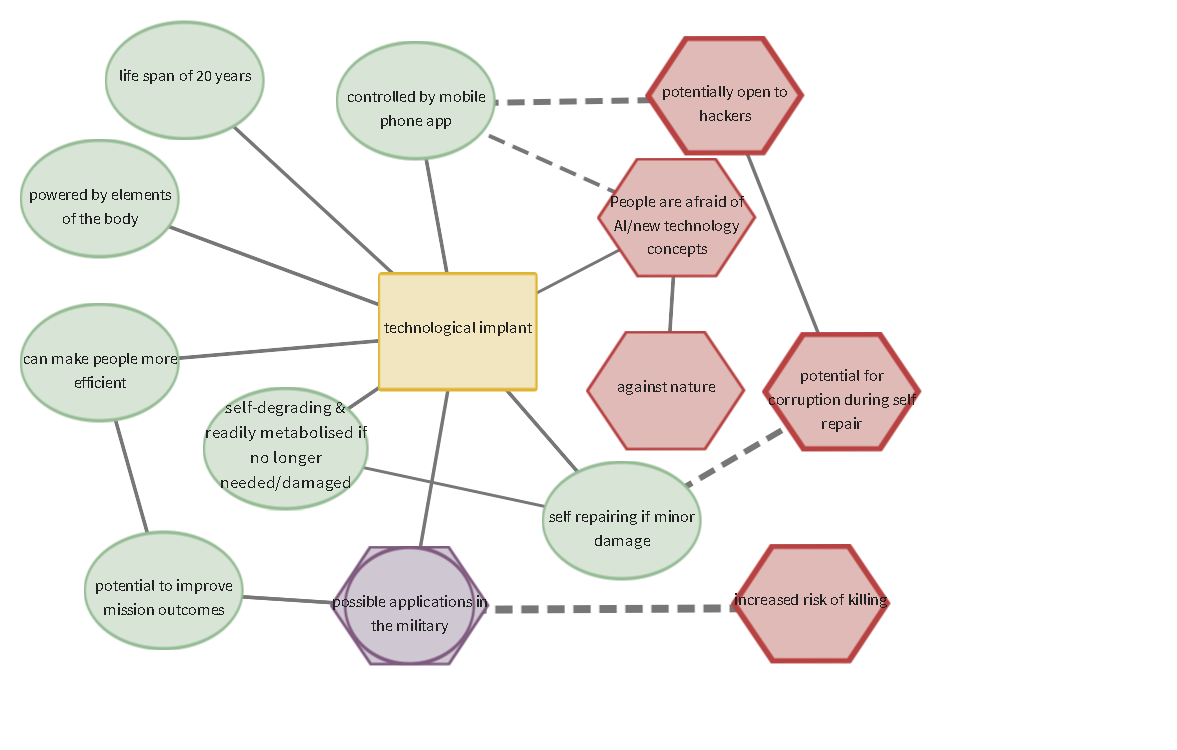 life span of 20 years
controlled by mobile
phone app
potentially open to
hackers
powered by elements
of the body
People are afraid of
AI/new technology
concepts
technological implant
can make people more
efficient
against nature
potential for
corruption during self
repair
self-degrading &
readily metabolised if
no longer
needed/damaged
self repairing if minor
damage
potential to improve
mission outcomes
possible applications in
the military
increased risk of killing